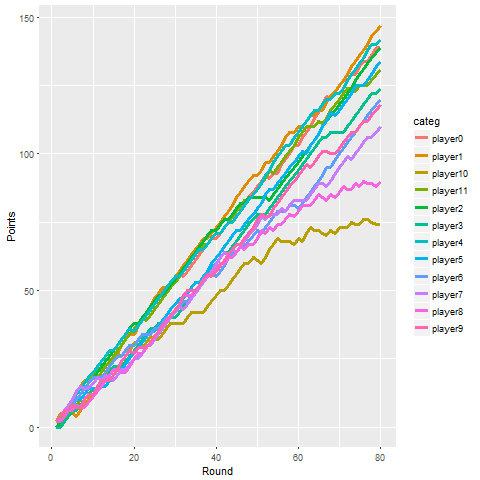 150
100
50
0
Points
0
20
40
60
80
Round
categ
player0
player1
player10
player11
player2
player3
player4
player5
player6
player7
player8
player9